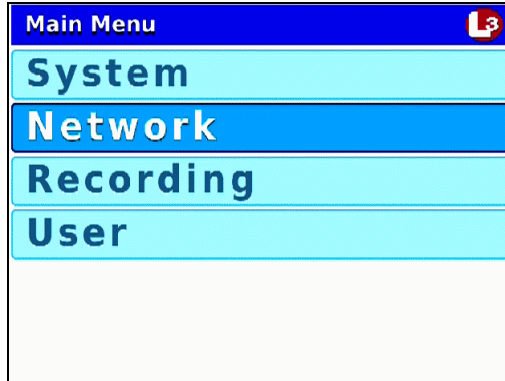 Main Menu
L3
System
Network
Recording
User